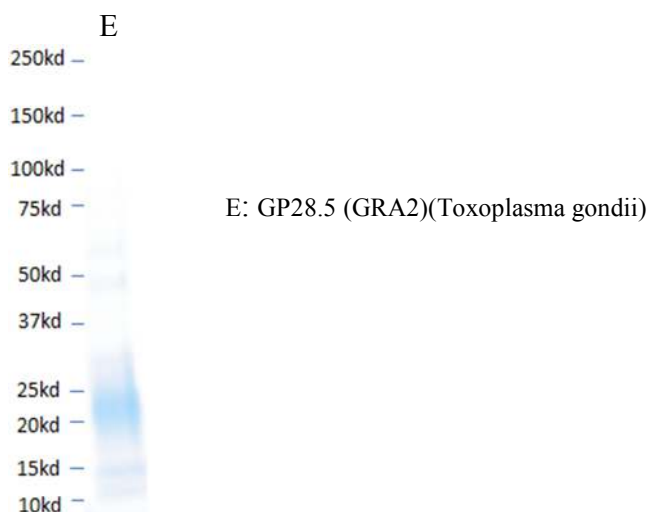 E
250kd
150kd
100kd
75kd
E: GP28.5 (GRA2)(Toxoplasma gondii)
50kd
37kd
25kd
20kd
15kd
10kd